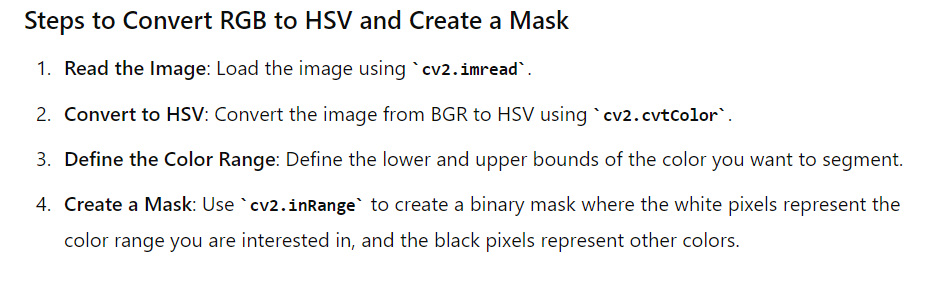 Steps to Convert RGB to HSV and Create a Mask
1. Read the Image: Load the image using `cv2.imread`.
2. Convert to HSV: Convert the image from BGR to HSV using `cv2.cvtColor`.
3. Define the Color Range: Define the lower and upper bounds of the color you want to segment.
4. Create a Mask: Use `cv2.inRange` to create a binary mask where the white pixels represent the
color range you are interested in, and the black pixels represent other colors.